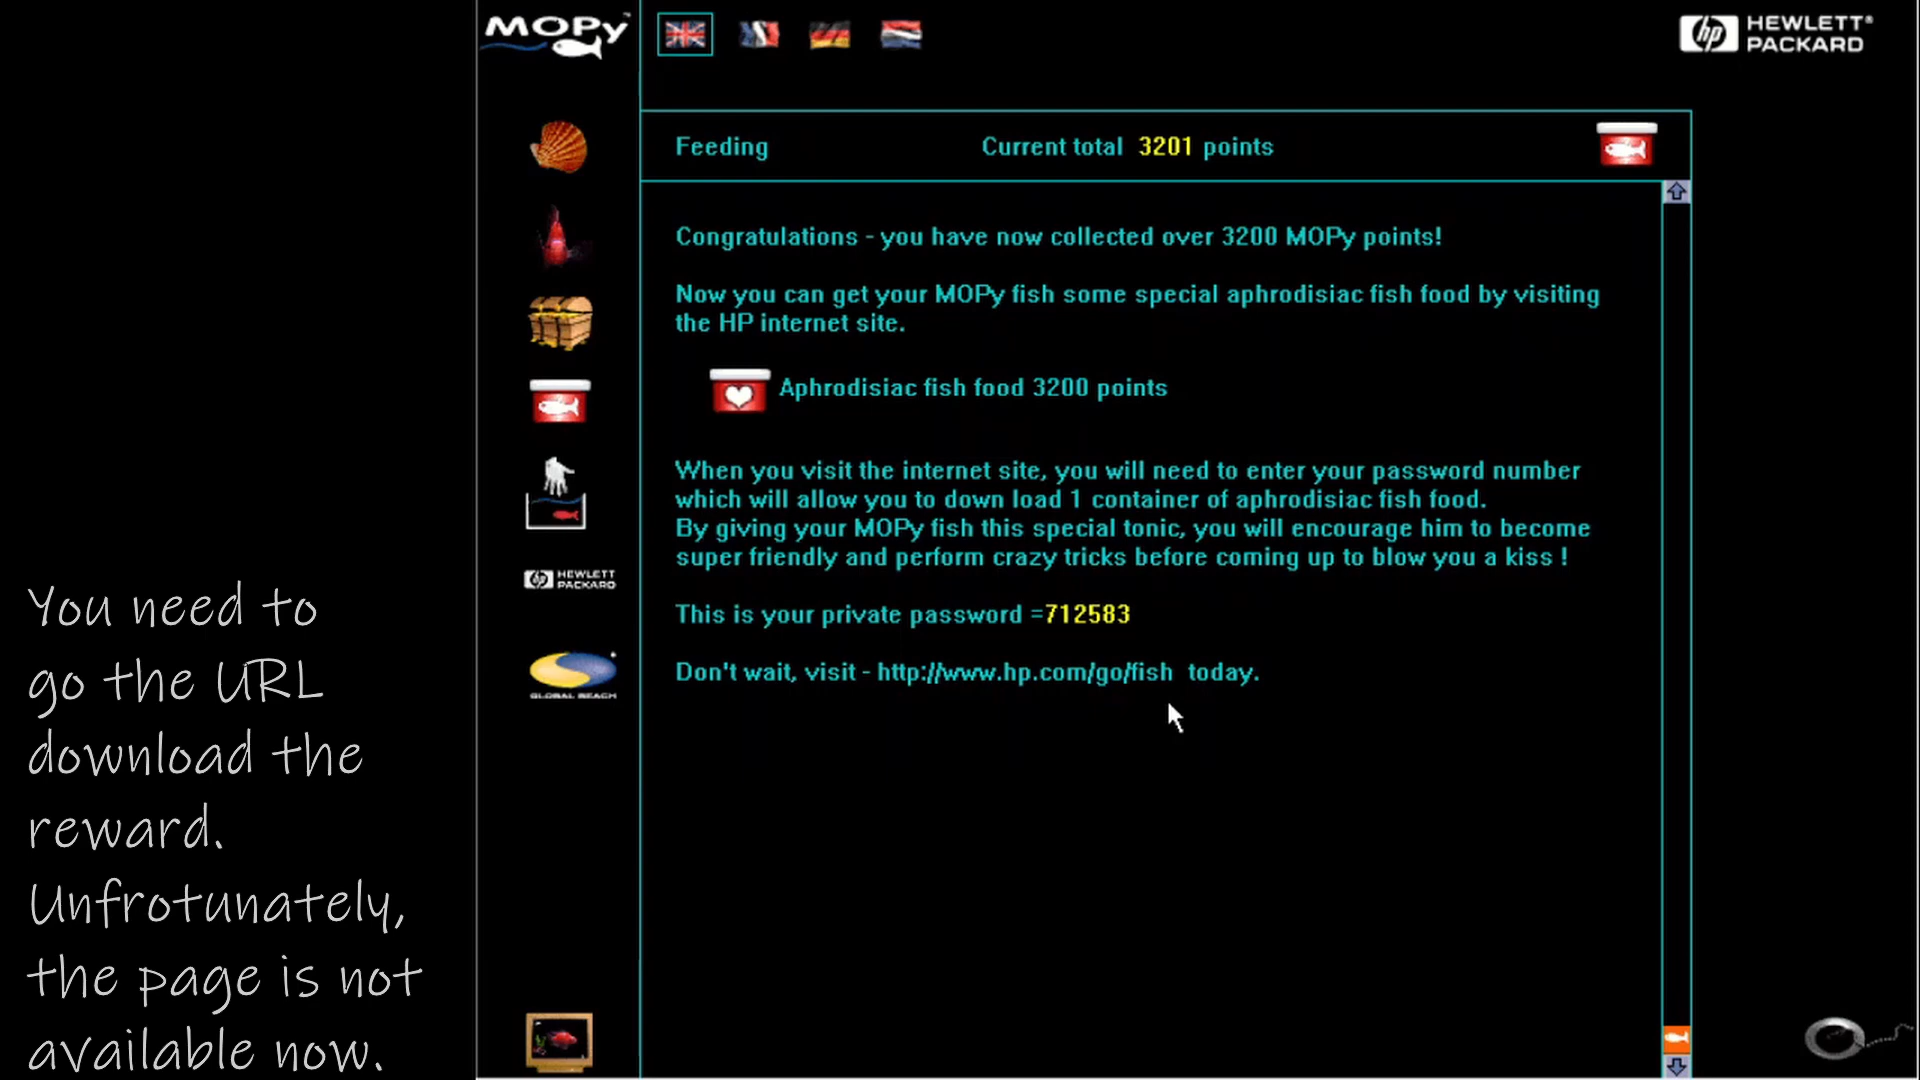 MOPy
HEWLETT®
PACKARD
hp
Feeding Current total 3201 points
Congratulations - you have now collected over 3200 MOPy points!
Now you can get your MOPy fish some special aphrodisiac fish food by visiting
the HP internet site.
Aphrodisiac fish food 3200 points
When you visit the internet site, you will need to enter your password number
which will allow you to down load 1 container of aphrodisiac fish food.
By giving your MOPy fish this special tonic, you will encourage him to become
super friendly and perform crazy tricks before coming up to blow you a kiss !
This is your private password =712583
Don't wait, visit - http://www.hp.com/go/fish today.
hp HEWLETT
PACKARD
GLOBAL BEACH
You need to
go the URL
download the
reward.
Unfrotunately,
the page is not
available now.